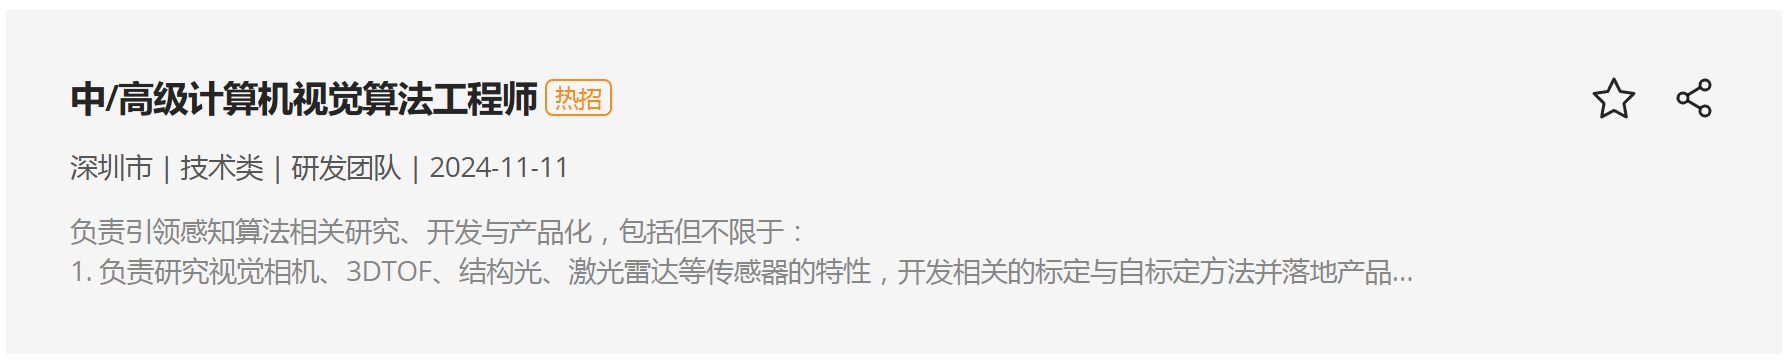 中/高级计算机视觉算法工程师 热招
深圳市 | 技术类 | 研发团队 | 2024-11-11
负责引领感知算法相关研究、开发与产品化，包括但不限于：
1. 负责研究视觉相机、3DTOF、结构光、激光雷达等传感器的特性，开发相关的标定与自标定方法并落地产品...